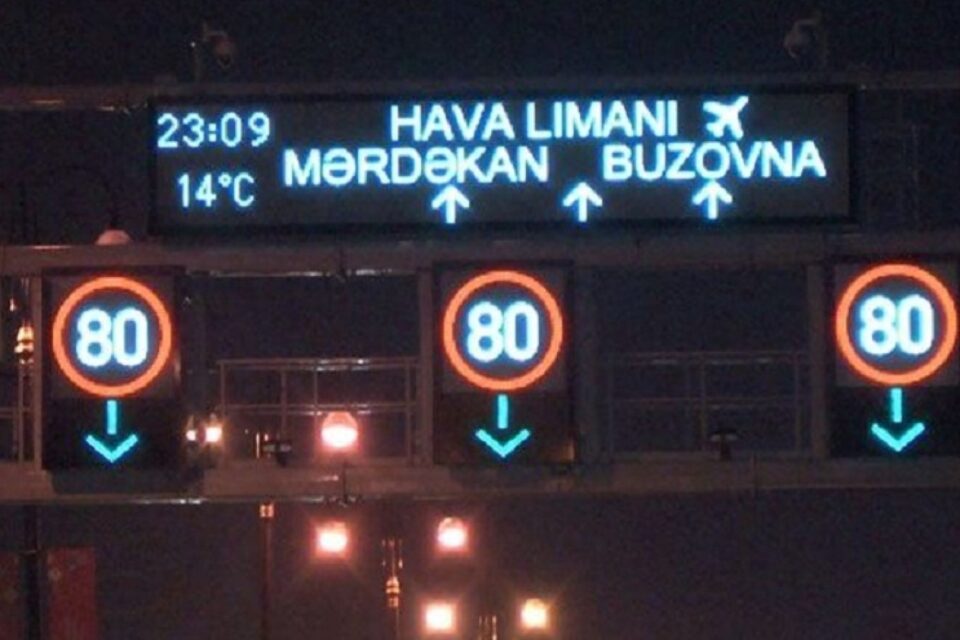 23:09 HAVA LIMANI
14°C MƏRDƏKAN BUZOVNA
80 80 80